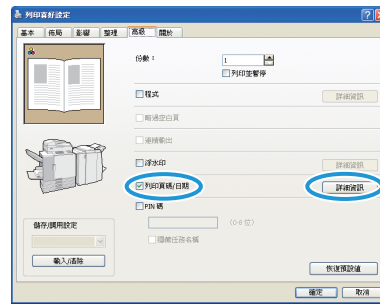 列印喜好設定
基本 佈局 影響 整理 高級 關於
份數：
1
列印並暫停
程式 詳細資訊
略過空白頁
連續輸出
浮水印 詳細資訊
列印頁碼/日期 詳細資訊
PIN 碼
(0-8 位)
隱藏任務名稱
儲存/調用設定
輸入/清除
恢復預設值
確定 取消